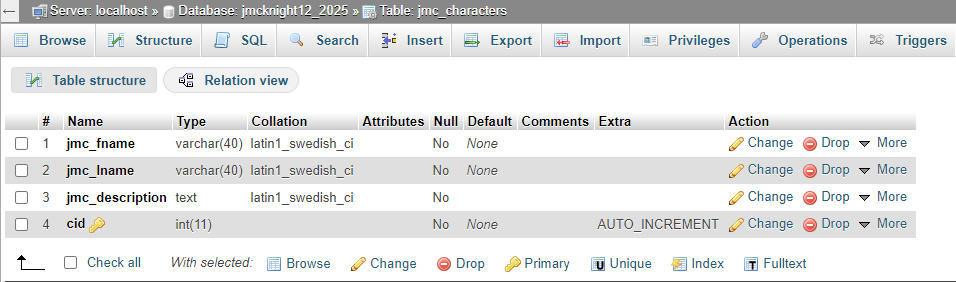 Server: localhost » Database: jmcknight12_2025 » Table: jmc_characters
Browse Structure SQL Search Insert Export Import Privileges Operations Triggers
Table structure Relation view
# Name Type Collation Attributes Null Default Comments Extra Action
1 jmc_fname varchar(40) latin1_swedish_ci No None Change Drop More
2 jmc_lname varchar(40) latin1_swedish_ci No None Change Drop More
3 jmc_description text latin1_swedish_ci No Change Drop More
4 cid int(11) No None AUTO_INCREMENT Change Drop More
Check all With selected: Browse Change Drop Primary Unique Index Fulltext